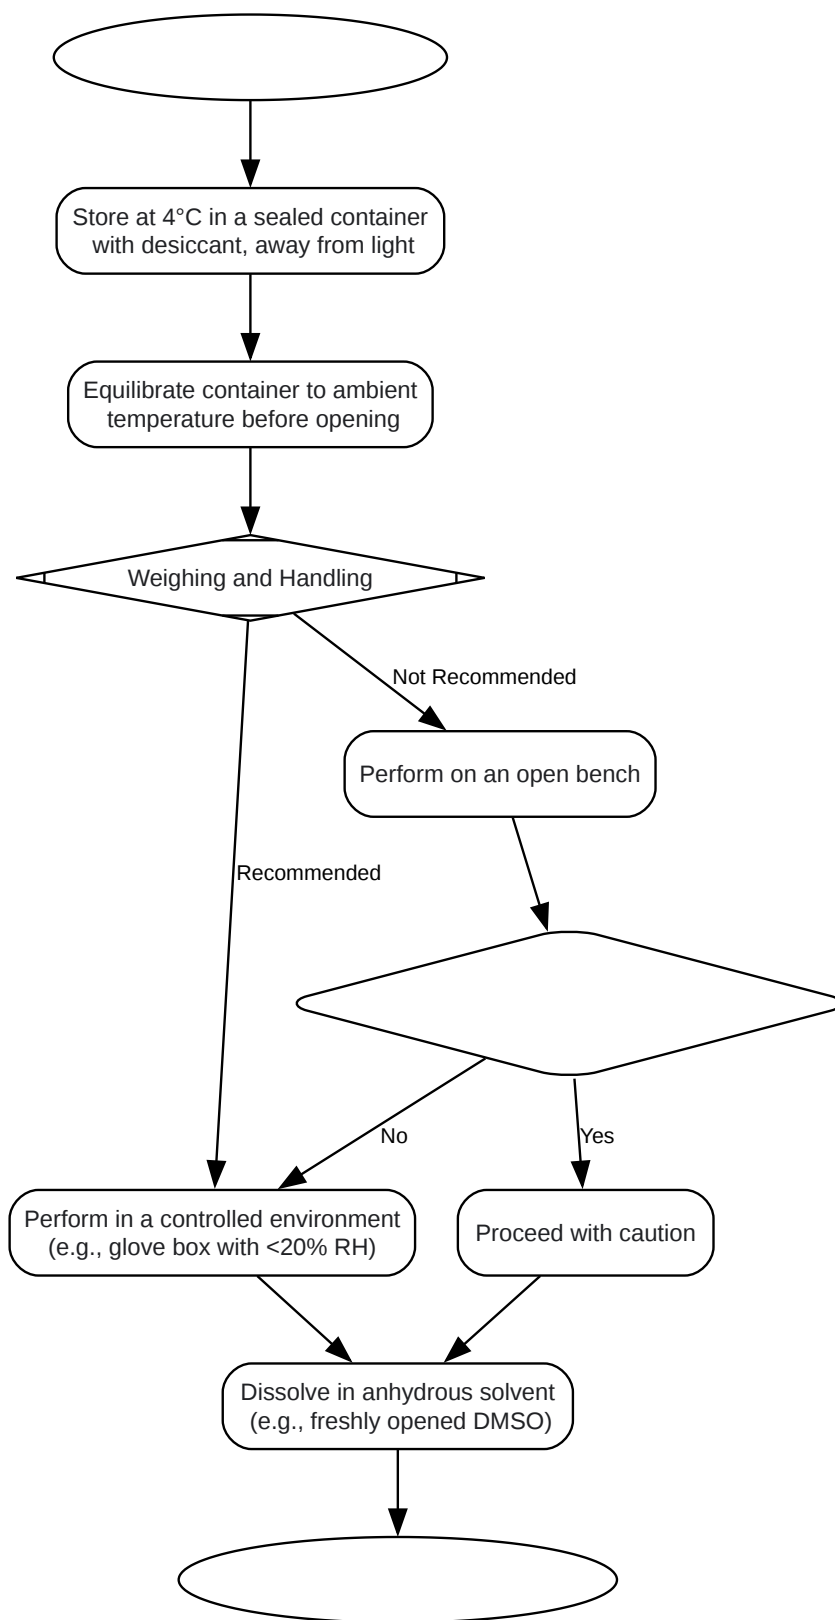 Store at 4°C in a sealed container
with desiccant, away from light
Equilibrate container to ambient
temperature before opening
Weighing and Handling
Not Recommended
Perform on an open bench
Recommended
No
Yes
Perform in a controlled environment
(e.g., glove box with <20% RH)
Proceed with caution
Dissolve in anhydrous solvent
(e.g., freshly opened DMSO)